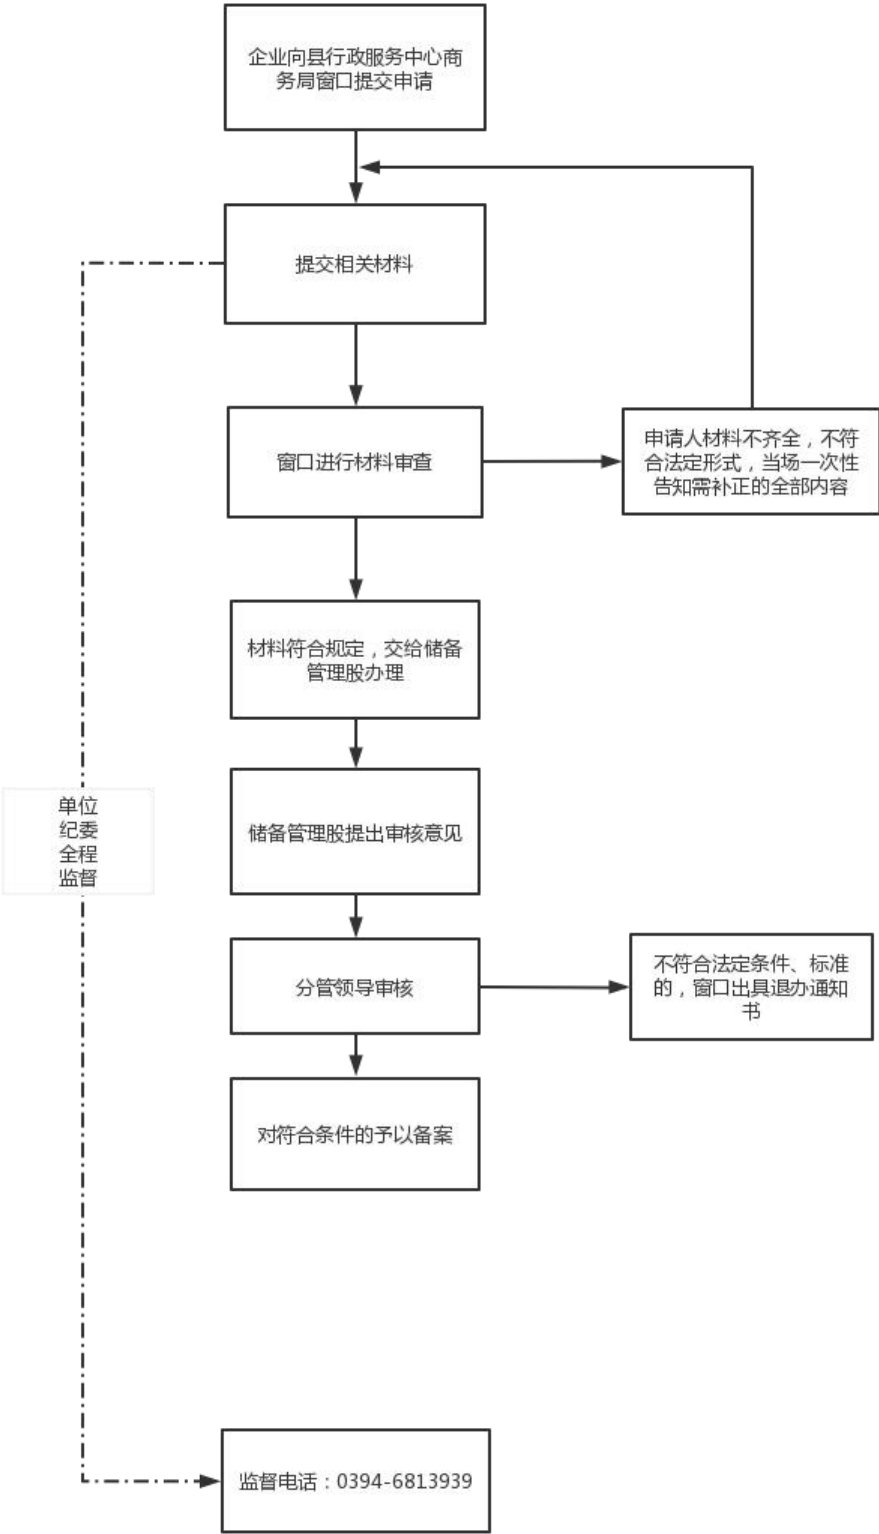 企业向县行政服务中心商
务局窗口提交申请
提交相关材料
窗口进行材料审查
申请人材料不齐全，不符
合法定形式，当场一次性
告知需补正的全部内容
材料符合规定，交给储备
管理股办理
单位
纪委
全程
监督
储备管理股提出审核意见
分管领导审核
不符合法定条件、标准
的，窗口出具退办通知
书
对符合条件的予以备案
监督电话：0394-6813939